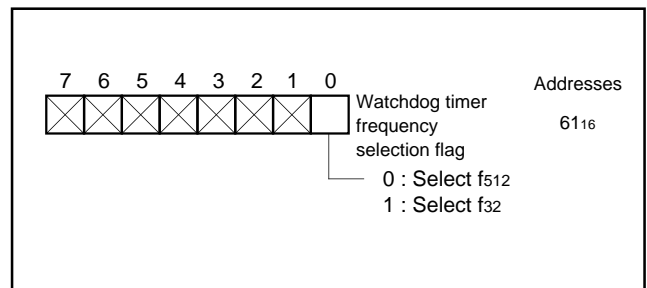 7 6 5 4 3 2 1 0
Addresses
Watchdog timer
frequency
selection flag
61₁₆
0 : Select f₅₁₂
1 : Select f₃₂